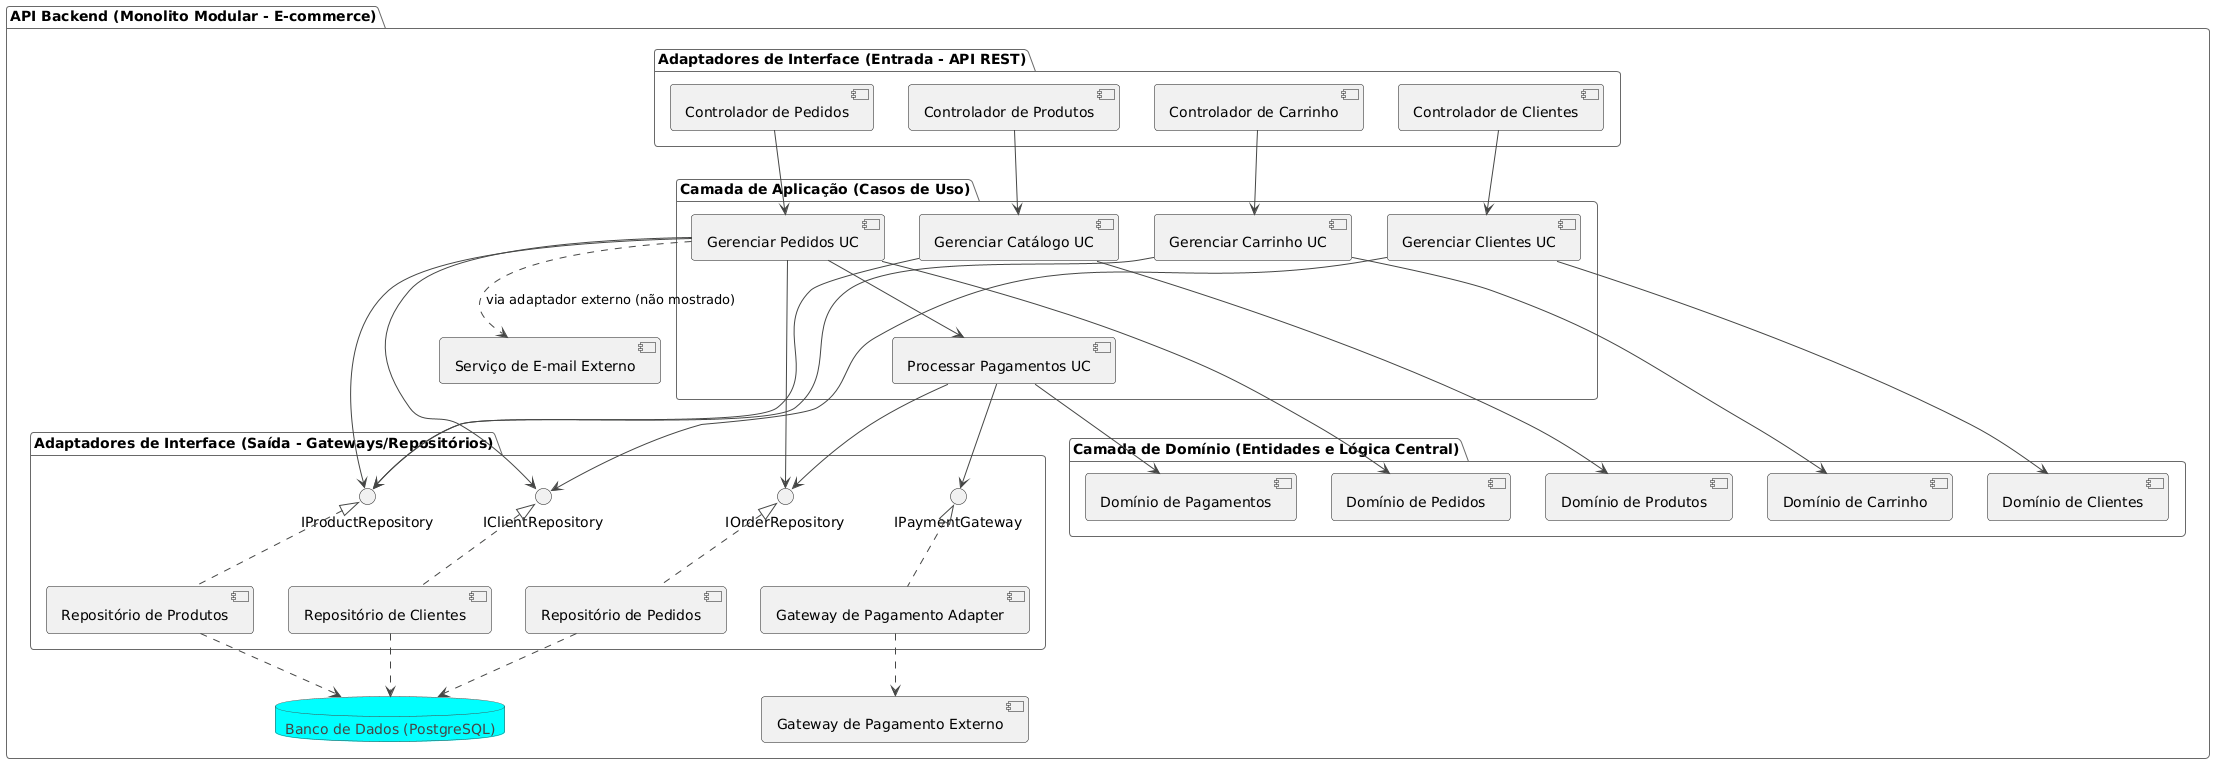 API Backend (Monolito Modular - E-commerce)
Adaptadores de Interface (Entrada - API REST)
Controlador de Pedidos
Controlador de Produtos
Controlador de Carrinho
Controlador de Clientes
Camada de Aplicação (Casos de Uso)
Gerenciar Pedidos UC
Gerenciar Catálogo UC
Gerenciar Carrinho UC
Gerenciar Clientes UC
via adaptador externo (não mostrado)
Serviço de E-mail Externo
Processar Pagamentos UC
Adaptadores de Interface (Saída - Gateways/Repositórios)
Camada de Domínio (Entidades e Lógica Central)
Domínio de Pagamentos
Domínio de Pedidos
Domínio de Produtos
Domínio de Carrinho
Domínio de Clientes
IProductRepository
IClientRepository
IOrderRepository
IPaymentGateway
Repositório de Produtos
Repositório de Clientes
Repositório de Pedidos
Gateway de Pagamento Adapter
Banco de Dados (PostgreSQL)
Gateway de Pagamento Externo